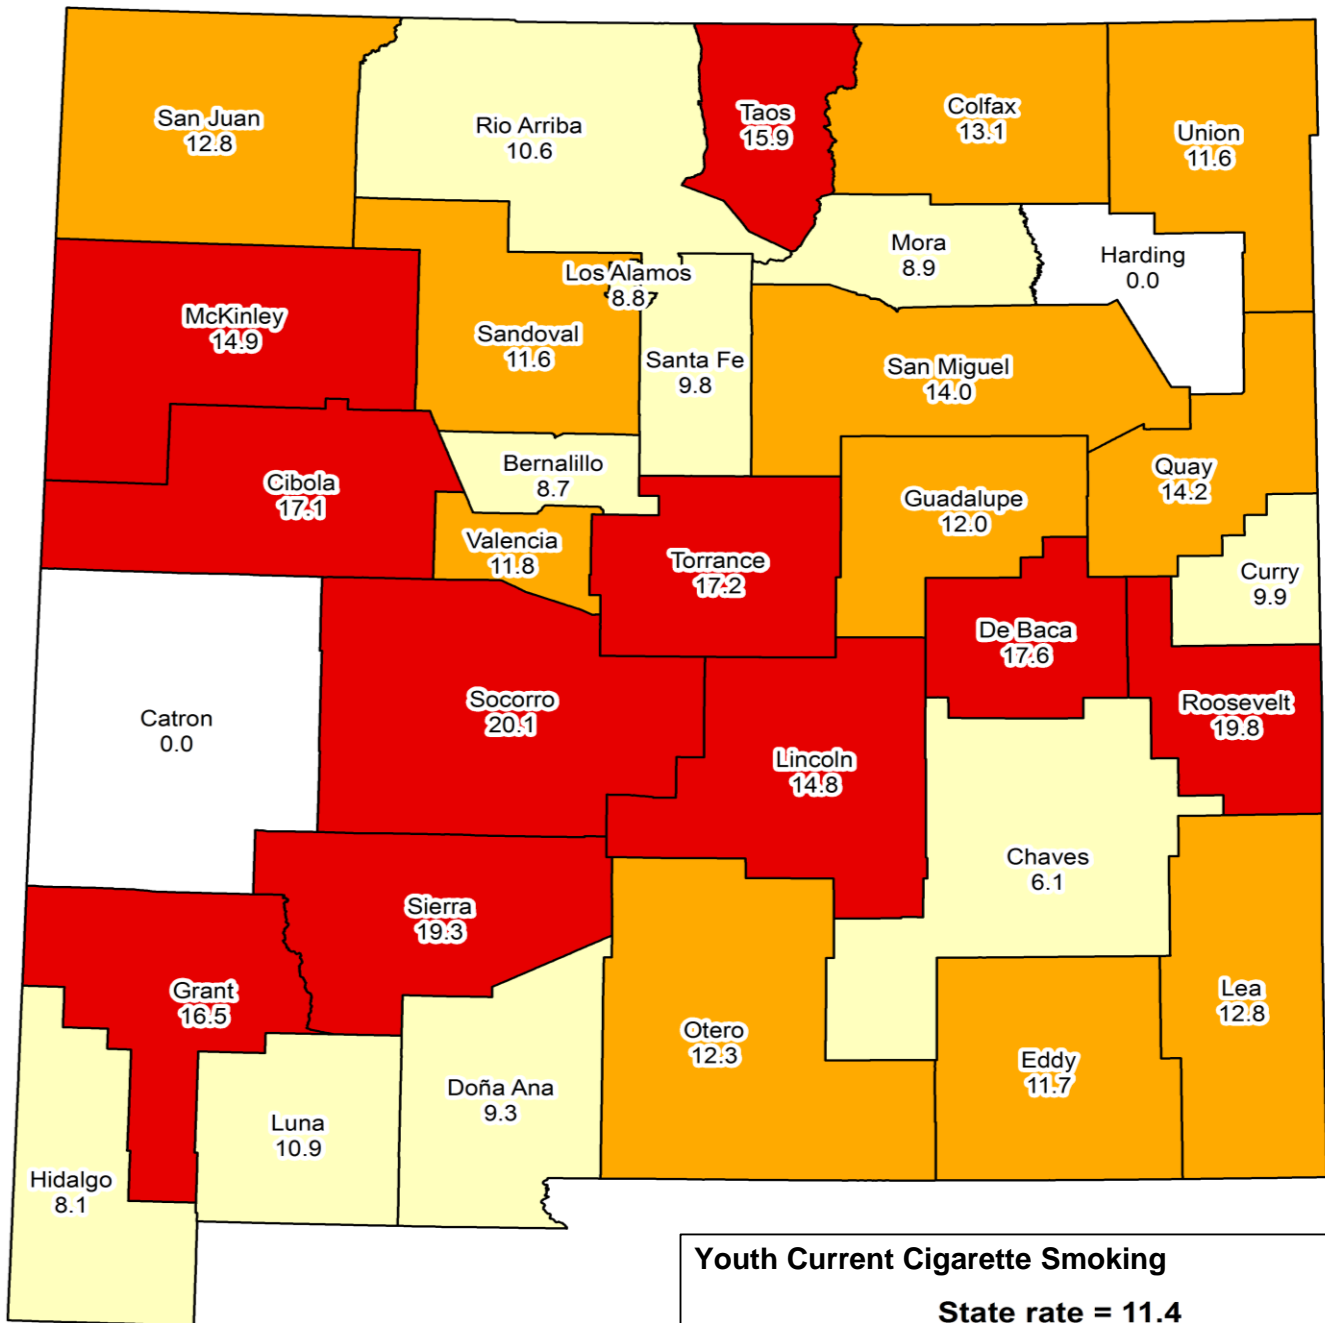 San Juan
12.8
Rio Arriba
10.6
Taos
15.9
Colfax
13.1
Union
11.6
Mora
8.9
Harding
0.0
Los Alamos
8.8
McKinley
14.9
Sandoval
11.6
Santa Fe
9.8
San Miguel
14.0
Bernalillo
8.7
Cibola
17.1
Guadalupe
12.0
Quay
14.2
Valencia
11.8
Torrance
17.2
Curry
9.9
De Baca
17.6
Catron
0.0
Socorro
20.1
Roosevelt
19.8
Lincoln
14.8
Chaves
6.1
Sierra
19.3
Grant
16.5
Lea
12.8
Otero
12.3
Eddy
11.7
Doña Ana
9.3
Luna
10.9
Hidalgo
8.1
Youth Current Cigarette Smoking
State rate = 11.4